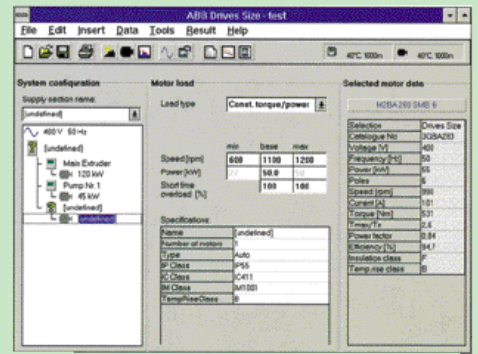 ABB Drives Size - test
File Edit Insert Data Tools Result Help
40°C, 1000m 40°C, 1000m
System configuration
Supply section name:
[undefined]
400 V 50 Hz
[undefined]
Main Extruder
120 kW
Pump Nr. 1
45 kW
[undefined]
undefined
Motor load
Load type Const. torque/power
min base max
Speed [rpm] 600 1100 1200
Power [kW] 50.0
Short time overload [%] 100 100
Specifications:
Name [undefined]
Number of motors 1
Type Auto
IP Class IP55
IC Class IC411
IM Class IM1001
TempRiseClass B
Selected motor data
Selection Drives Size
Catalogue No
Voltage [V] 400
Frequency [Hz] 50
Power [kW] 55
Poles 6
Speed [rpm]
Current [A] 101
Torque [Nm] 531
Tmax/Tn 2,6
Power factor 0,84
Efficiency [%] 94,7
Insulation class F
Temp.rise class B